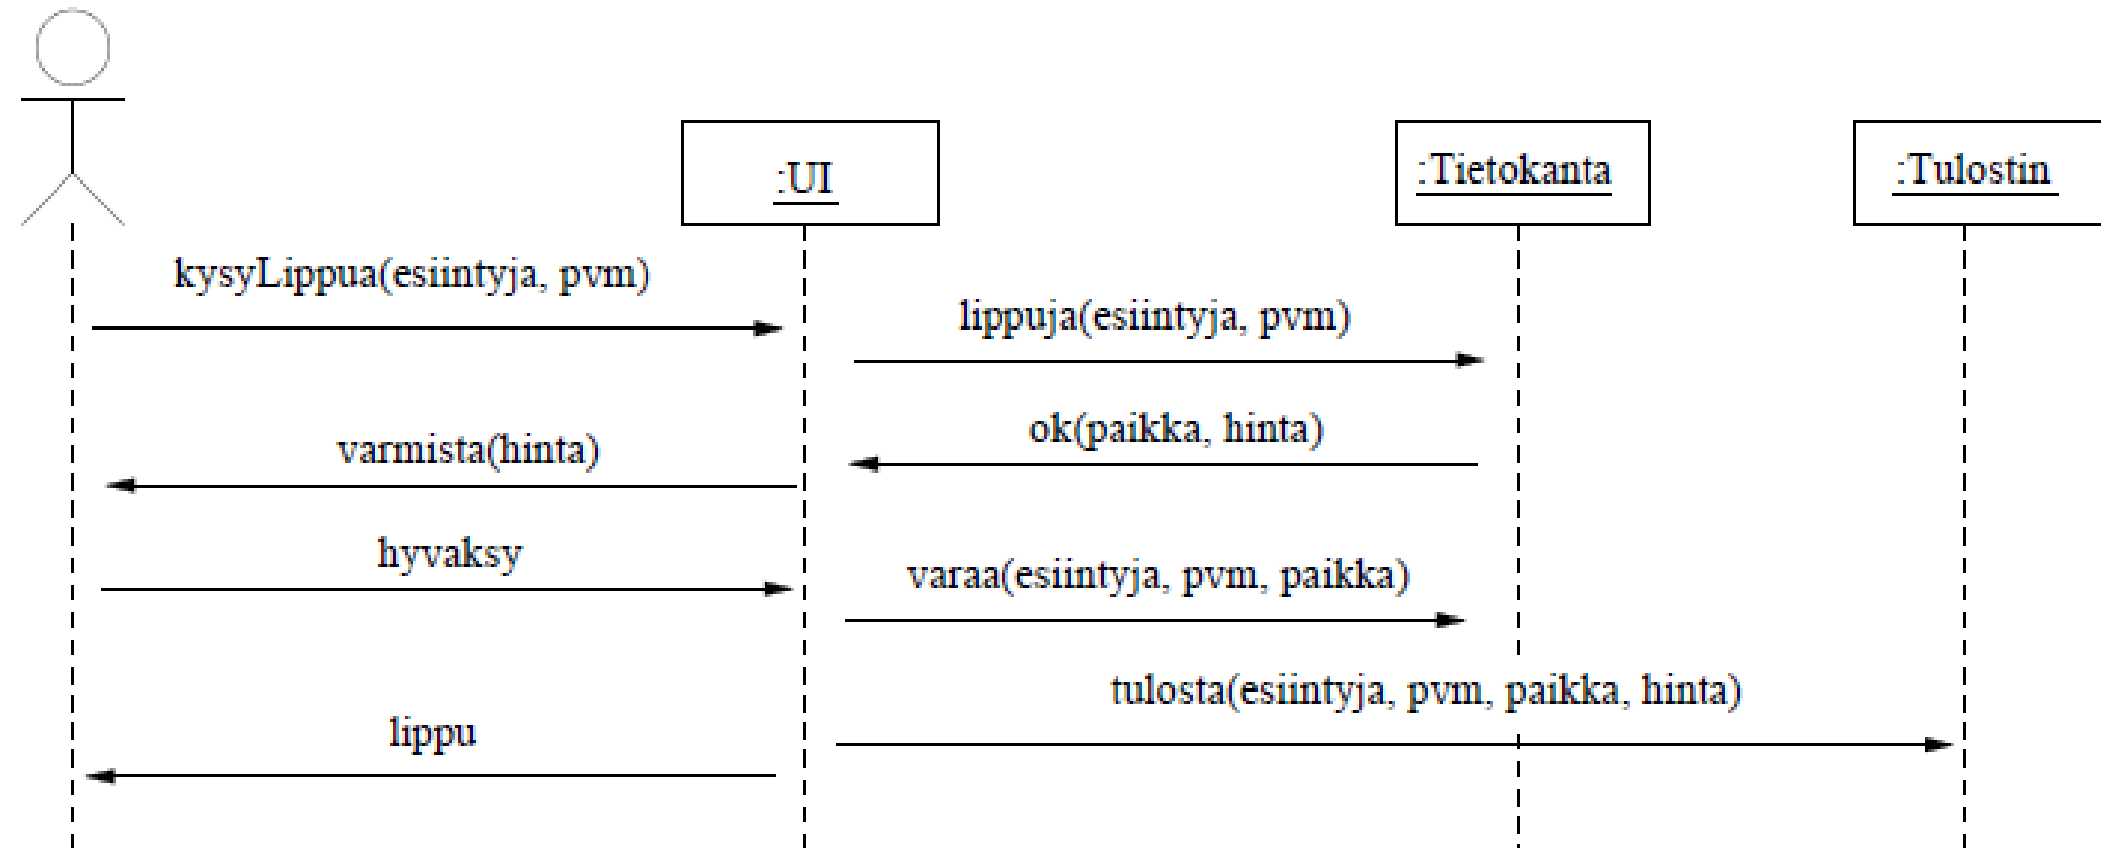 :UI
:Tietokanta
:Tulostin
kysyLippua(esiintyja, pvm)
lippuja(esiintyja, pvm)
ok(paikka, hinta)
varmista(hinta)
hyvaksy
varaa(esiintyja, pvm, paikka)
tulosta(esiintyja, pvm, paikka, hinta)
lippu